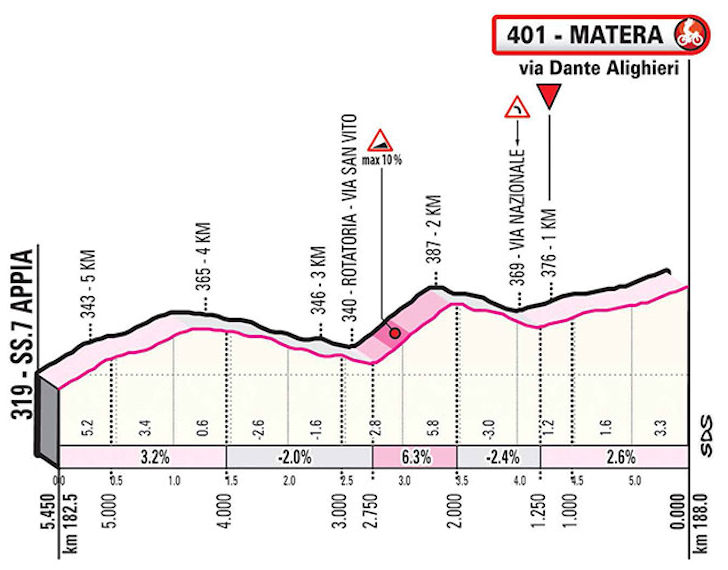 401 - MATERA
via Dante Alighieri
max 10%
319 - SS.7 APPIA
343 - 5 KM
365 - 4 KM
346 - 3 KM
340 - ROTATORIA - VIA SAN VITO
387 - 2 KM
369 - VIA NAZIONALE
376 - 1 KM
5.2 3.4 0.6 -2.6 -1.6 2.8 5.8 -3.0 1.2 1.6 3.3
3.2% -2.0% 6.3% -2.4% 2.6%
0.0 0.5 1.0 1.5 2.0 2.5 3.0 3.5 4.0 4.5 5.0
5.450 5.000 4.000 3.000 2.750 2.000 1.250 1.000 0.000
km 182.5 km 188.0
SDS